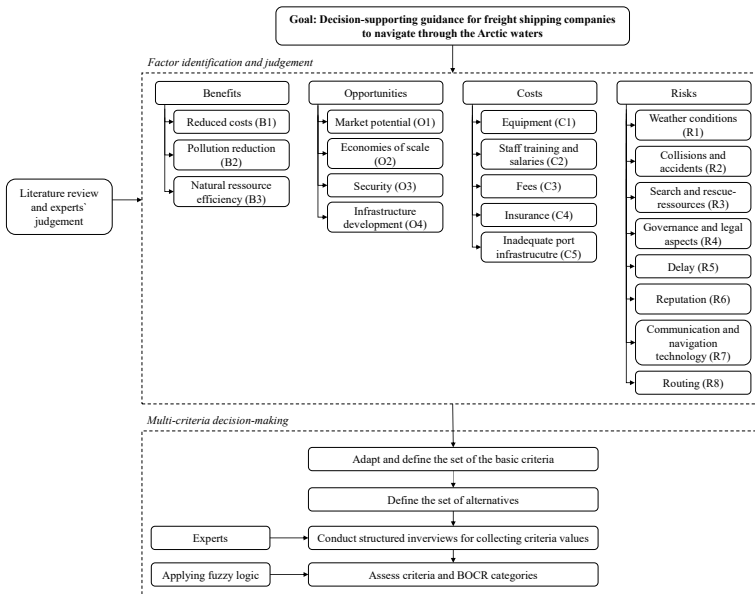 Goal: Decision-supporting guidance for freight shipping companies
to navigate through the Arctic waters
Factor identification and judgement
Benefits
Reduced costs (B1)
Pollution reduction
(B2)
Natural ressource
efficiency (B3)
Opportunities
Market potential (O1)
Economies of scale
(O2)
Security (O3)
Infrastructure
development (O4)
Costs
Equipment (C1)
Staff training and
salaries (C2)
Fees (C3)
Insurance (C4)
Inadequate port
infrastrucutre (C5)
Risks
Weather conditions
(R1)
Collisions and
accidents (R2)
Search and rescue-
ressources (R3)
Governance and legal
aspects (R4)
Delay (R5)
Reputation (R6)
Communication and
navigation
technology (R7)
Routing (R8)
Literature review
and experts`
judgement
Multi-criteria decision-making
Adapt and define the set of the basic criteria
Define the set of alternatives
Experts
Conduct structured inverviews for collecting criteria values
Applying fuzzy logic
Assess criteria and BOCR categories